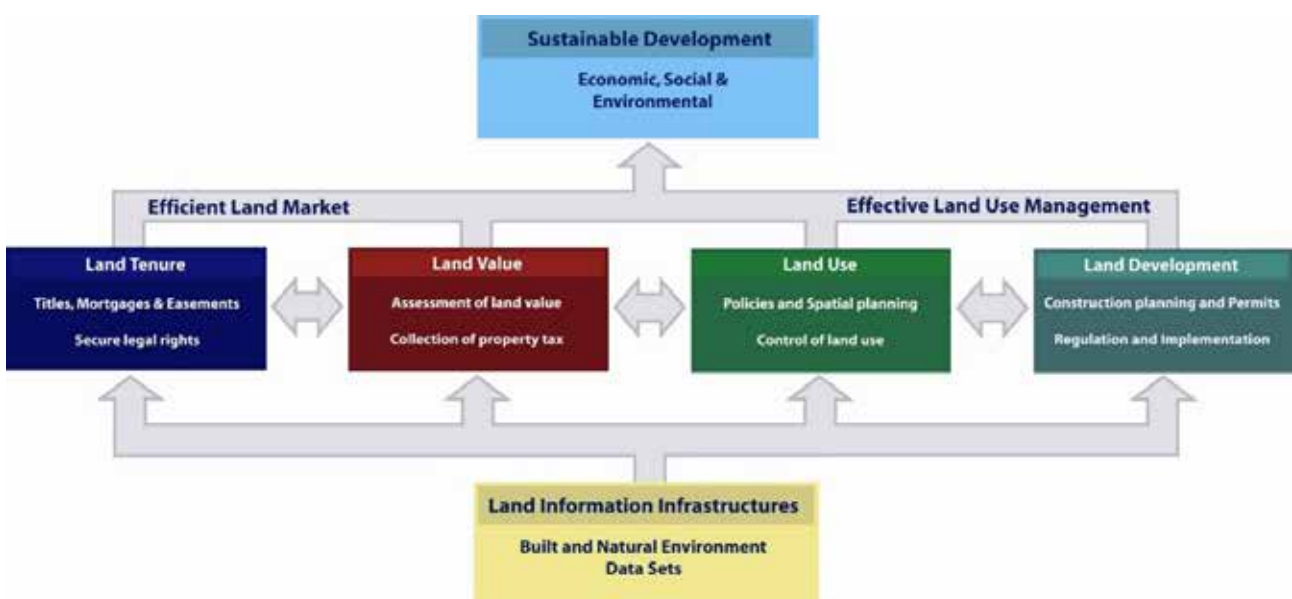 Sustainable Development
Economic, Social &
Environmental
Efficient Land Market
Effective Land Use Management
Land Tenure
Titles, Mortgages & Easements
Secure legal rights
Land Value
Assessment of land value
Collection of property tax
Land Use
Policies and Spatial planning
Control of land use
Land Development
Construction planning and Permits
Regulation and Implementation
Land Information Infrastructures
Built and Natural Environment
Data Sets